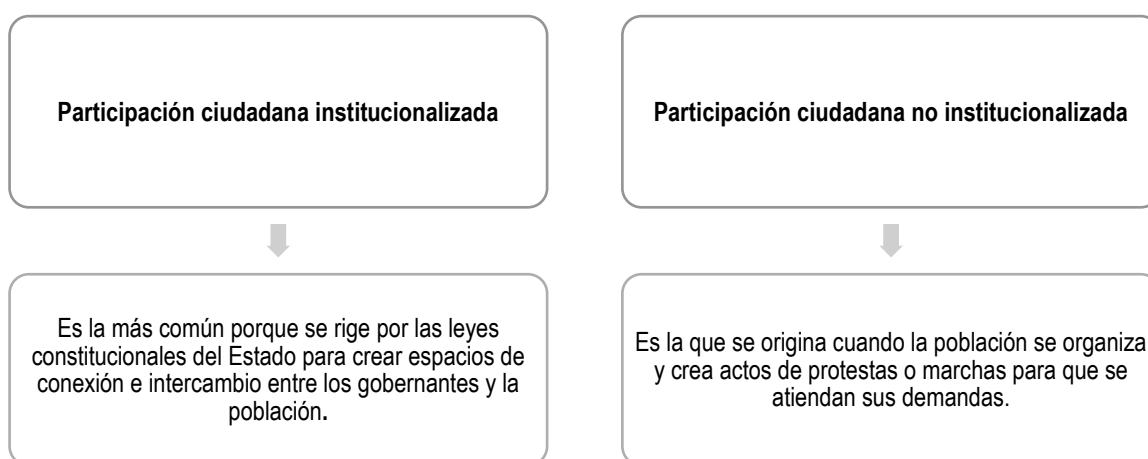 Participación ciudadana institucionalizada
Es la más común porque se rige por las leyes
constitucionales del Estado para crear espacios de
conexión e intercambio entre los gobernantes y la
población.
Participación ciudadana no institucionalizada
Es la que se origina cuando la población se organiza
y crea actos de protestas o marchas para que se
atiendan sus demandas.